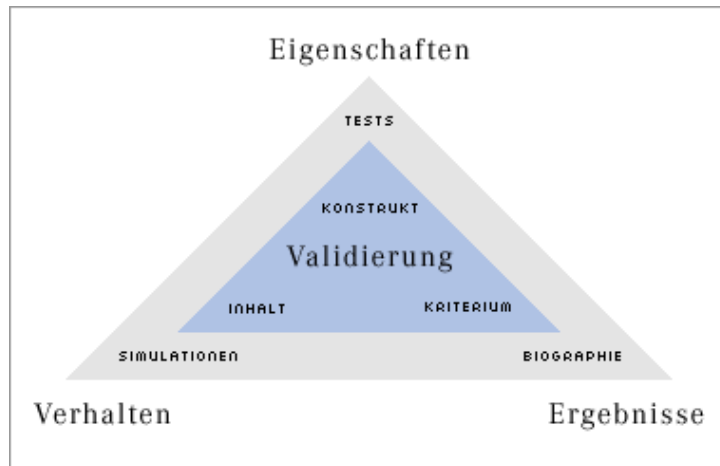 Eigenschaften
TESTS
KONSTRUKT
Validierung
INHALT KRITERIUM
SIMULATIONEN BIOGRAPHIE
Verhalten Ergebnisse